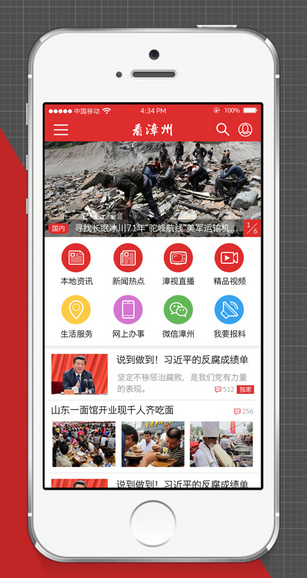 中国移动
4:34 PM
100%
看漳州
国内
寻找长眠冰川71年"驼峰航线"美军运输机...
1/6
本地资讯
新闻热点
漳视直播
精品视频
生活服务
网上办事
微信漳州
我要报料
说到做到！习近平的反腐成绩单
坚定不移惩治腐败，是我们党有力量
的表现。
512
独家
山东一面馆开业现千人齐吃面
256
说到做到！习近平的反腐成绩单